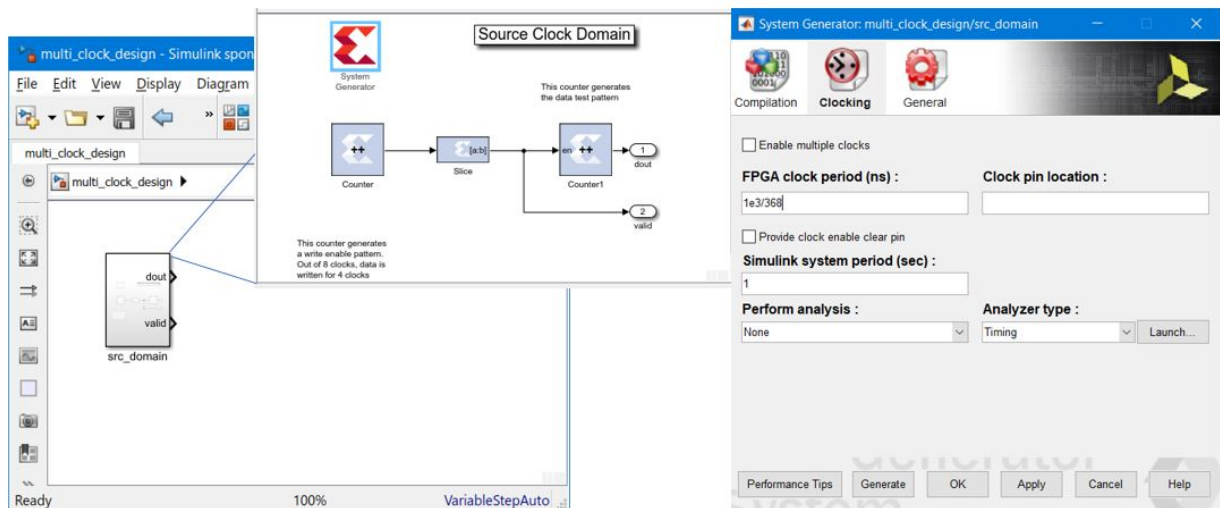 multi_clock_design - Simulink spon
File Edit View Display Diagram
»
multi_clock_design
multi_clock_design
dout
valid
src_domain
»
Ready 100% VariableStepAuto
Source Clock Domain
System
Generator
This counter generates
the data test pattern
++ [a:b] en ++ 1
Counter Slice Counter1 dout
2
valid
This counter generates
a write enable pattern.
Out of 8 clocks, data is
written for 4 clocks
System Generator: multi_clock_design/src_domain
Compilation Clocking General
Enable multiple clocks
FPGA clock period (ns) : Clock pin location :
1e3/368
Provide clock enable clear pin
Simulink system period (sec) :
1
Perform analysis : Analyzer type :
None Timing Launch...
Performance Tips Generate OK Apply Cancel Help